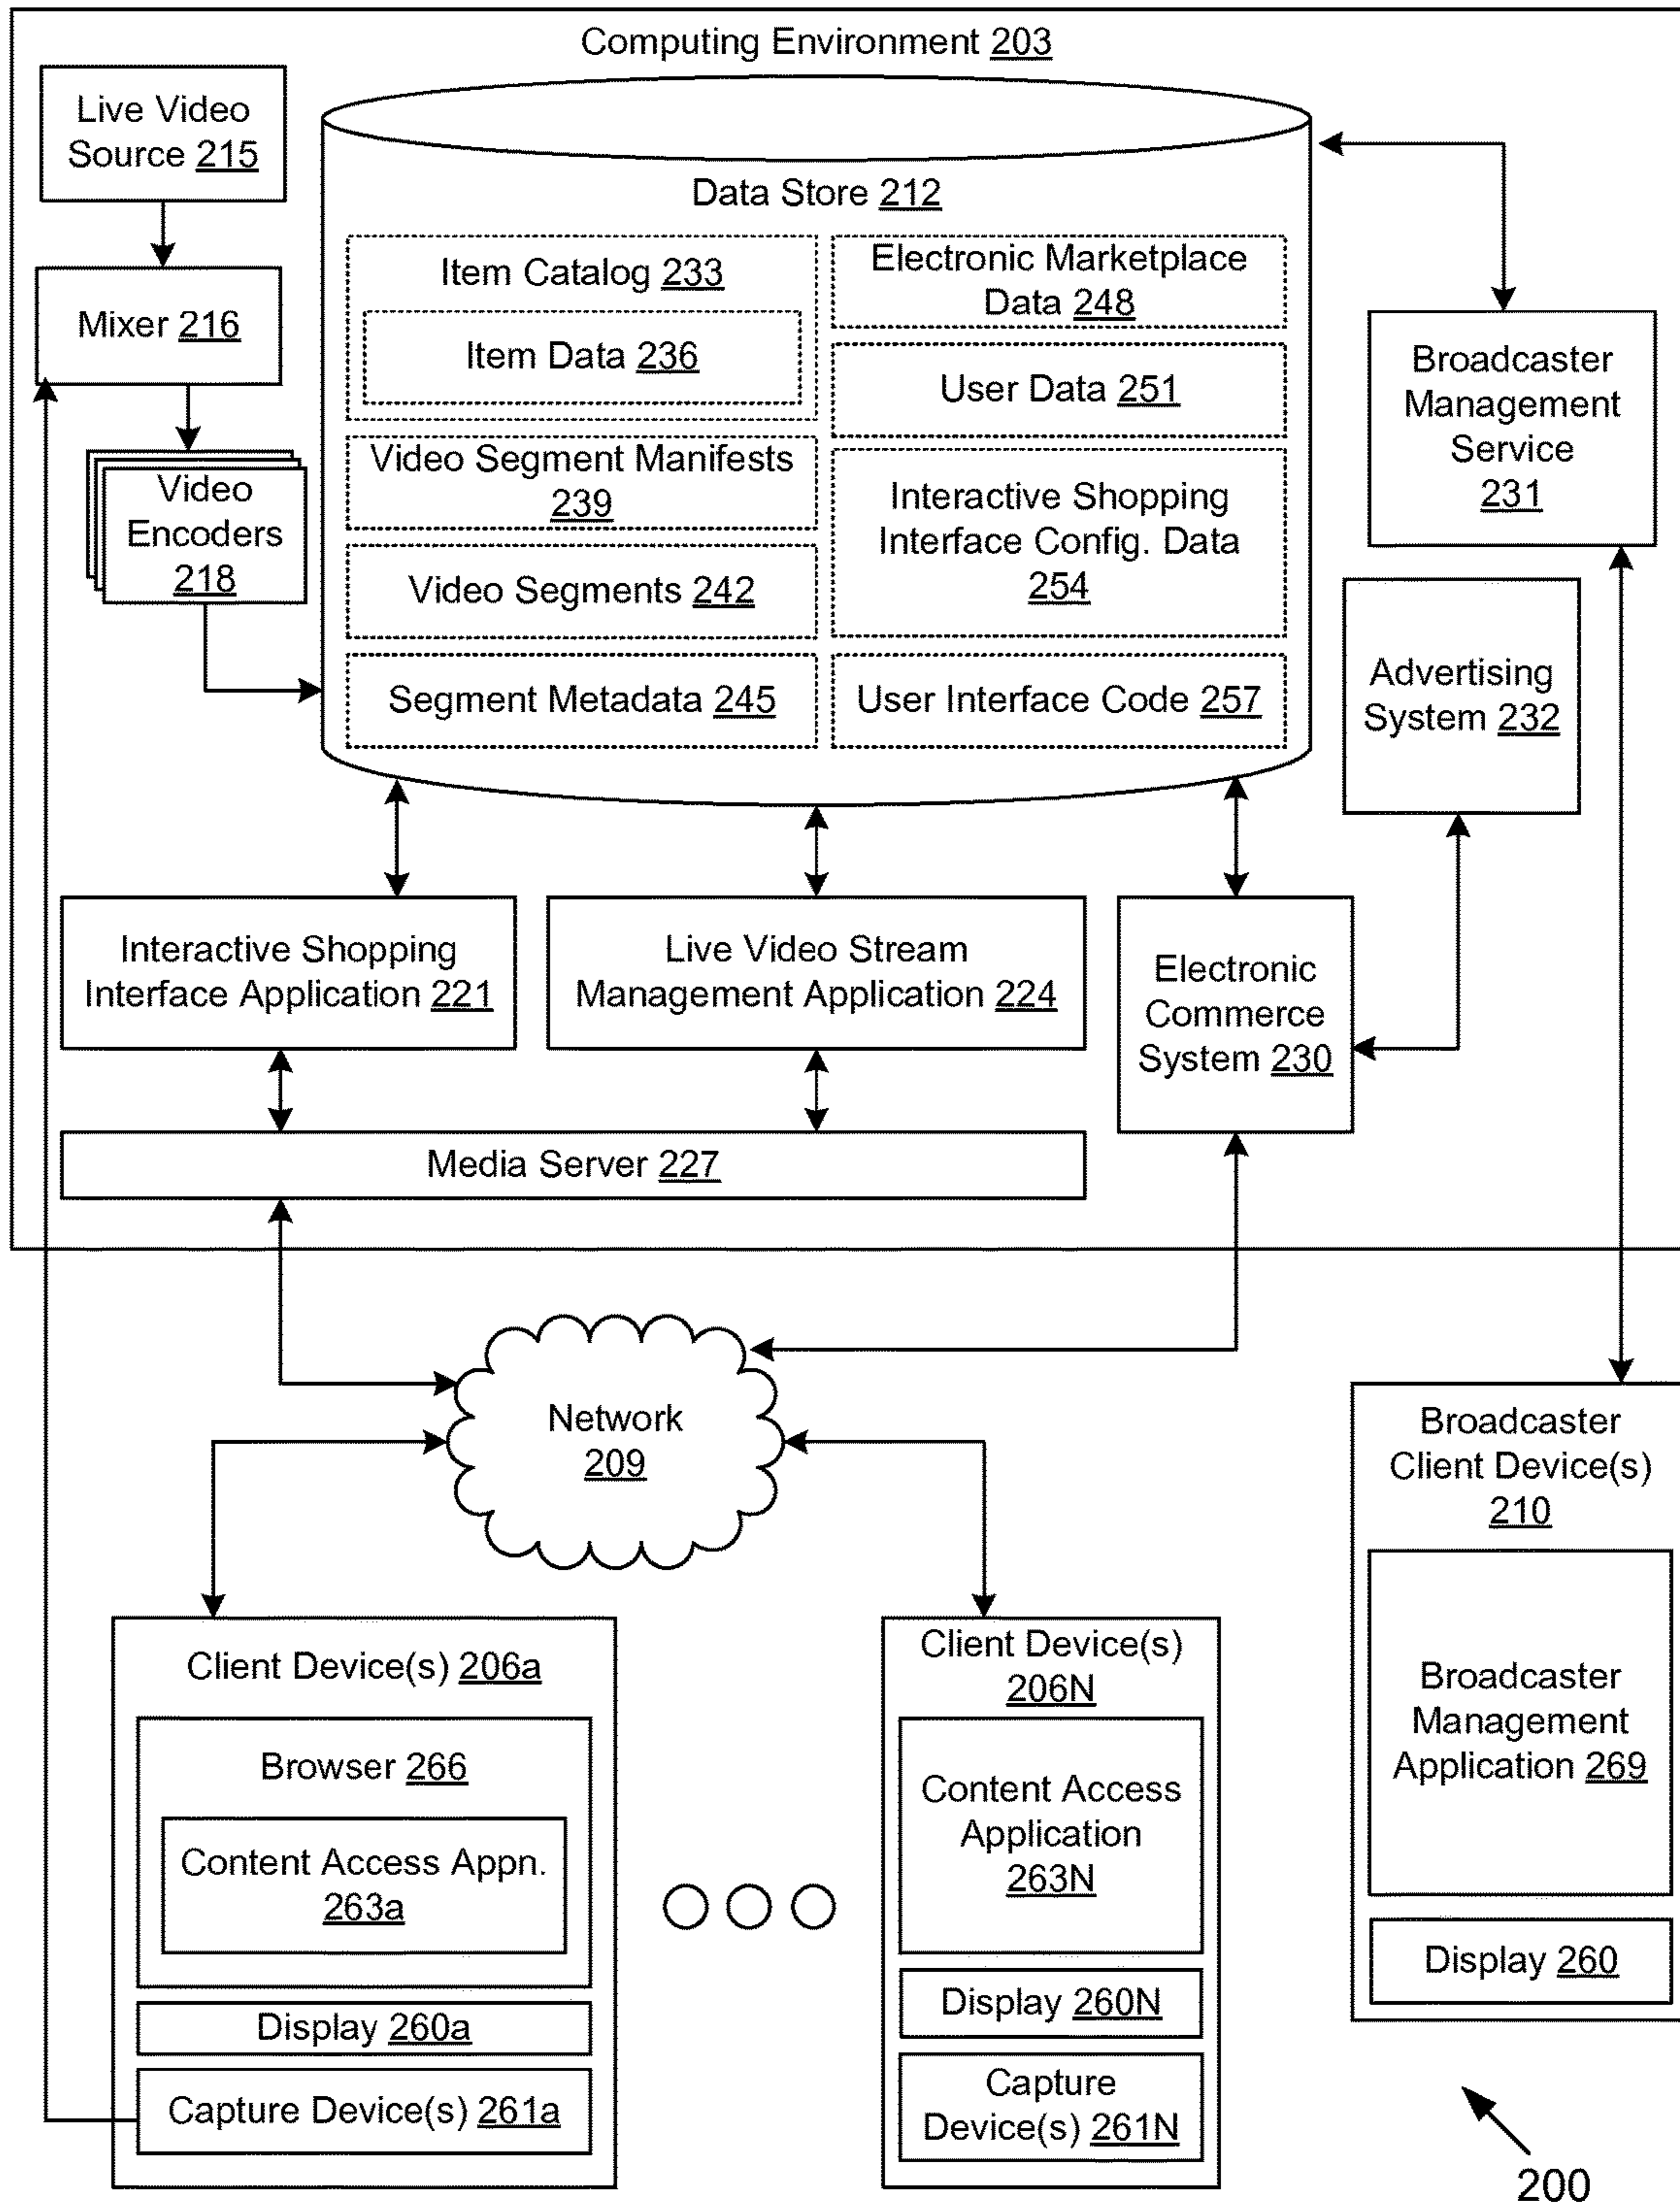 Computing Environment 203
Live Video
Source 215
Mixer 216
Video
Encoders
218
Data Store 212
Item Catalog 233
Item Data 236
Video Segment Manifests
239
Video Segments 242
Segment Metadata 245
Electronic Marketplace
Data 248
User Data 251
Interactive Shopping
Interface Config. Data
254
User Interface Code 257
Broadcaster
Management
Service
231
Advertising
System 232
Interactive Shopping
Interface Application 221
Live Video Stream
Management Application 224
Electronic
Commerce
System 230
Media Server 227
Network
209
Client Device(s) 206a
Browser 266
Content Access Appn.
263a
Display 260a
Capture Device(s) 261a
Client Device(s)
206N
Content Access
Application
263N
Display 260N
Capture
Device(s) 261N
Broadcaster
Client Device(s)
210
Broadcaster
Management
Application 269
Display 260
200